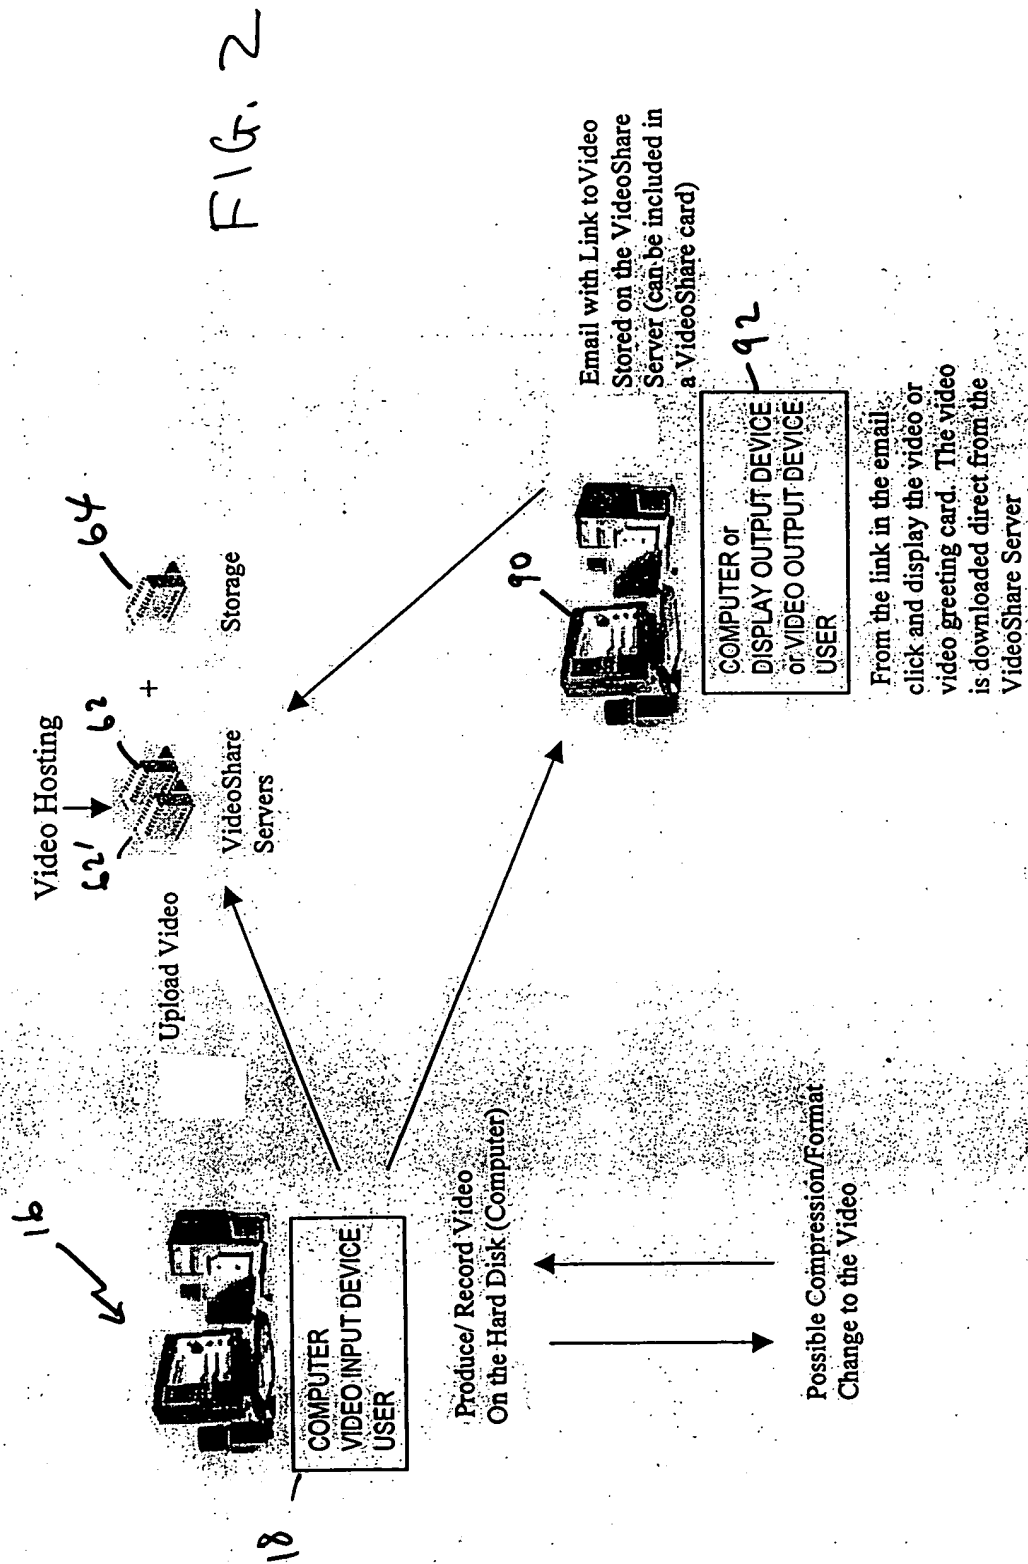 FIG. 2
Video Hosting
62'
62
64
+
VideoShare
Servers
Storage
Upload Video
16
18
COMPUTER
VIDEO INPUT DEVICE
USER
Produce/ Record Video
On the Hard Disk (Computer)
Possible Compression/Format
Change to the Video
Email with Link to Video
Stored on the VideoShare
Server (can be included in
a VideoShare card)
90
92
COMPUTER or
DISPLAY OUTPUT DEVICE
or VIDEO OUTPUT DEVICE
USER
From the link in the email
click and display the video or
video greeting card. The video
is downloaded direct from the
VideoShare Server